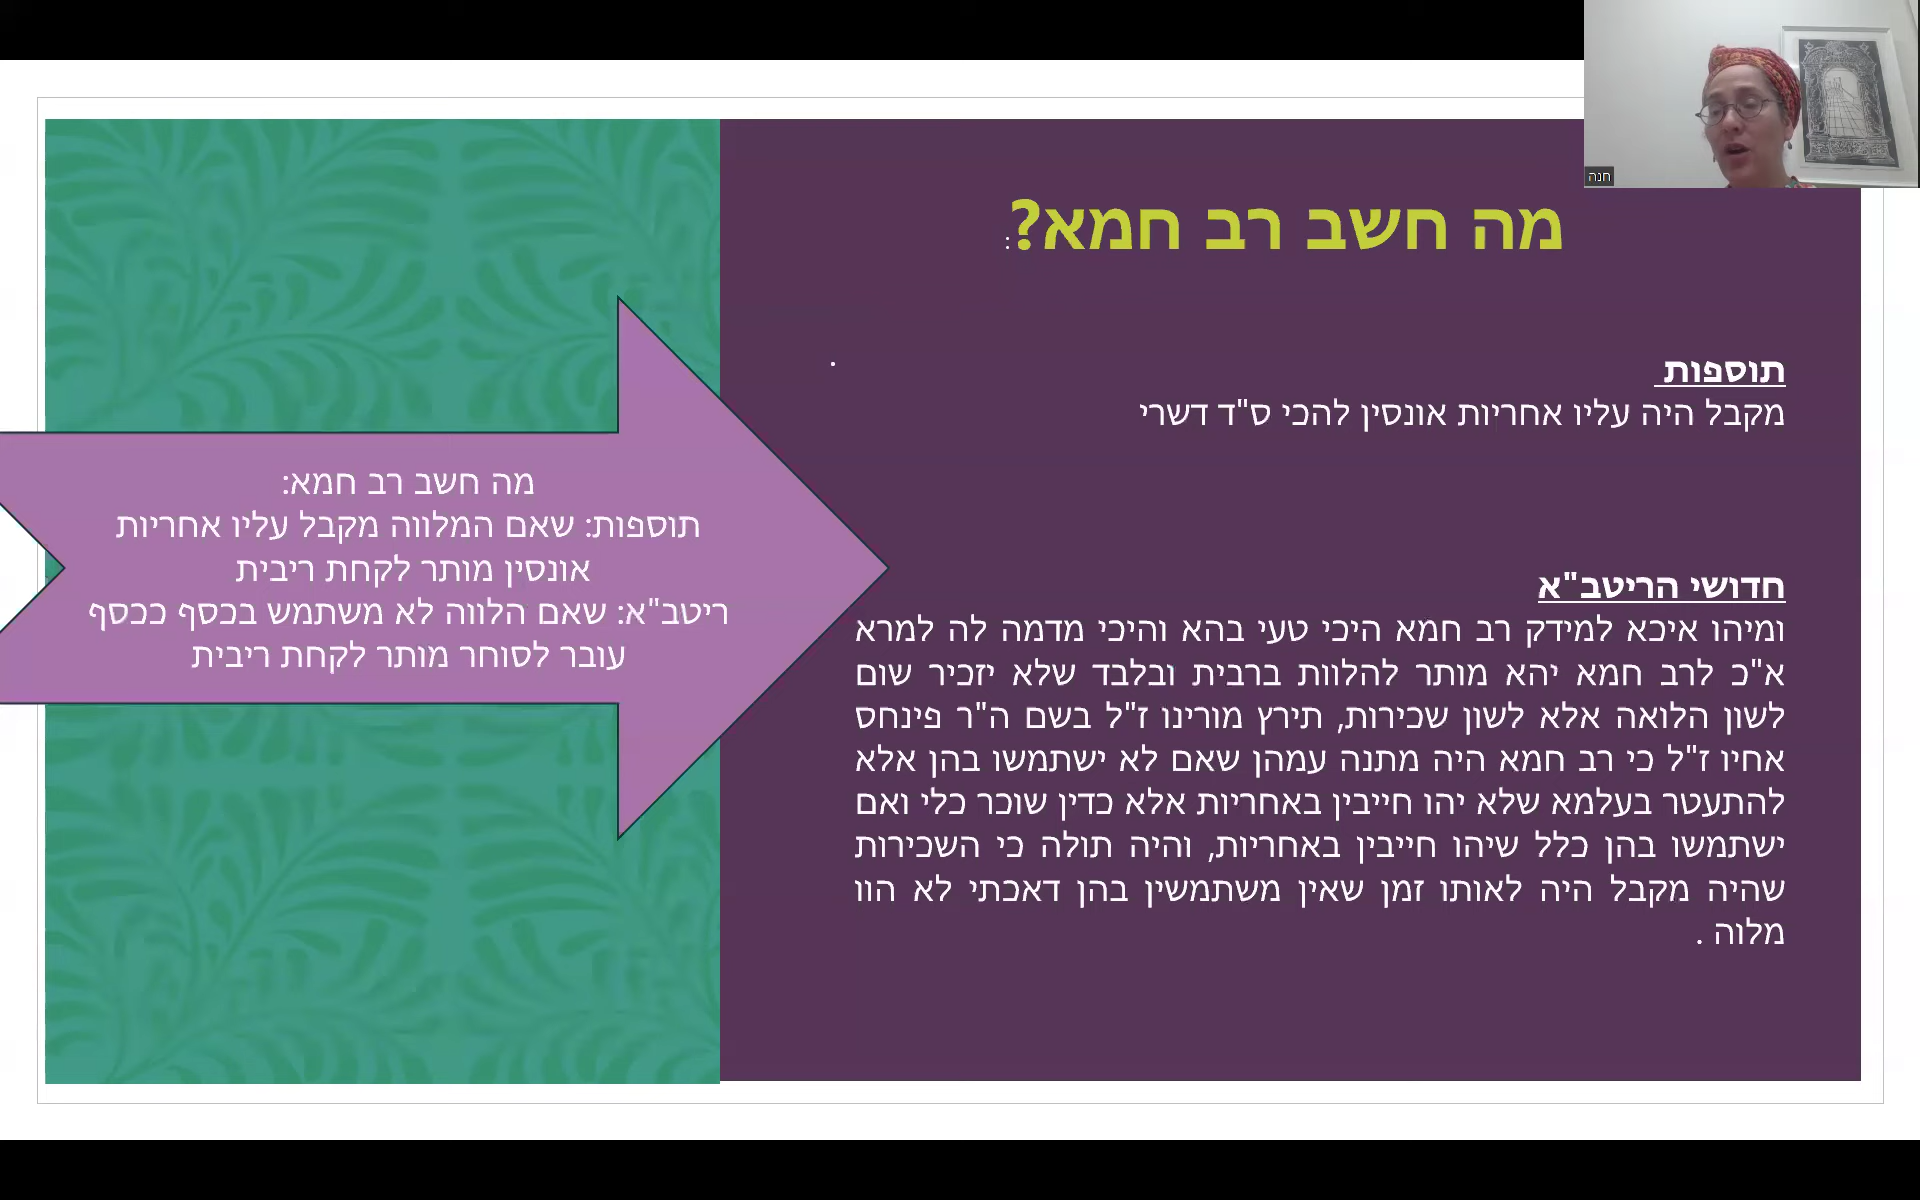 חנה
מה חשב רב חמא?:
תוספות
מקבל היה עליו אחריות אונסין להכי ס"ד דשרי
חדושי הריטב"א
ומיהו איכא למידק רב חמא היכי טעי בהא והיכי מדמה לה למרא
א"כ לרב חמא יהא מותר להלוות ברבית ובלבד שלא יזכיר שום
לשון הלואה אלא לשון שכירות, תירץ מורינו ז"ל בשם ה"ר פינחס
אחיו ז"ל כי רב חמא היה מתנה עמהן שאם לא ישתמשו בהן אלא
להתעטר בעלמא שלא יהו חייבין באחריות אלא כדין שוכר כלי ואם
ישתמשו בהן כלל שיהו חייבין באחריות, והיה תולה כי השכירות
שהיה מקבל היה לאותו זמן שאין משתמשין בהן דאכתי לא הוו
מלוה .
מה חשב רב חמא:
תוספות: שאם המלווה מקבל עליו אחריות
אונסין מותר לקחת ריבית
ריטב"א: שאם הלווה לא משתמש בכסף ככסף
עובר לסוחר מותר לקחת ריבית